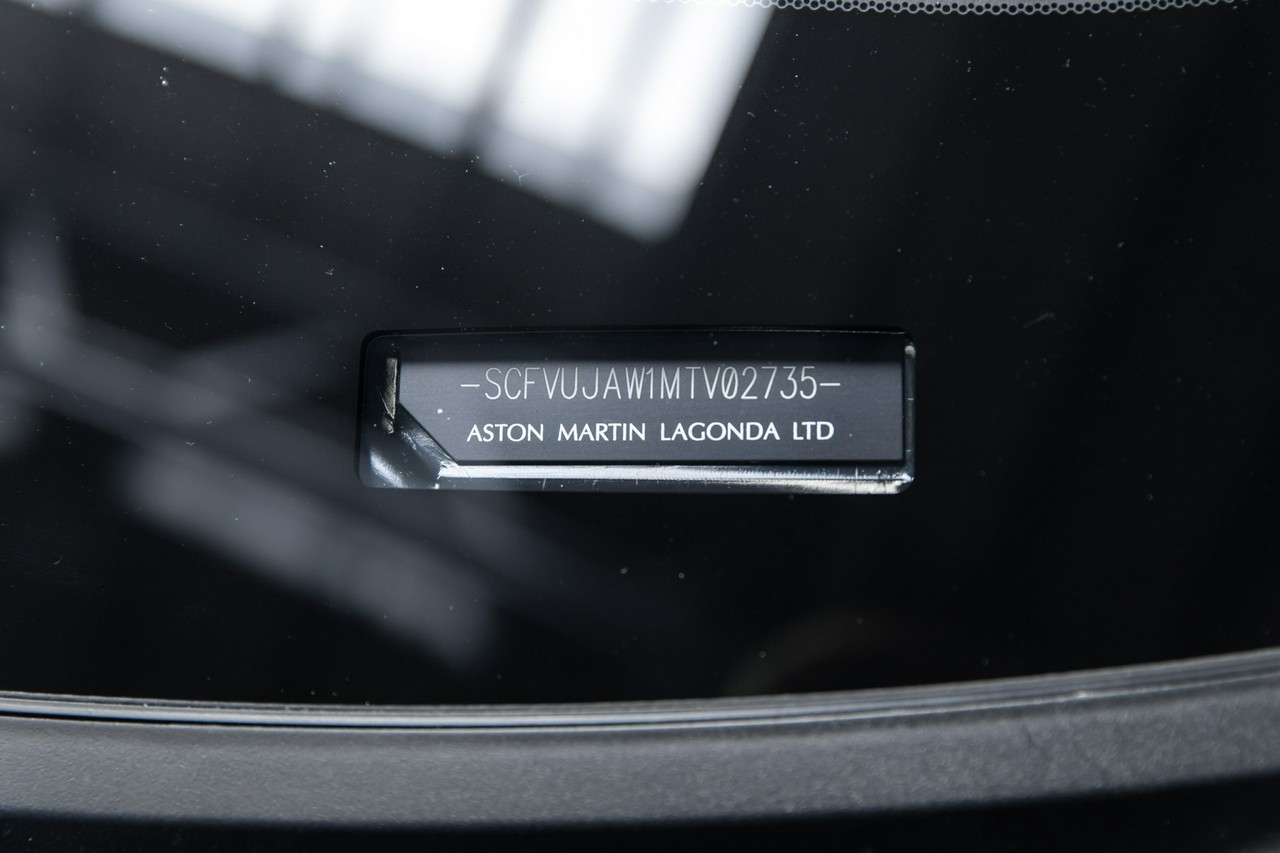 -SCFVUJAW1MTV02735-
ASTON MARTIN LAGONDA LTD